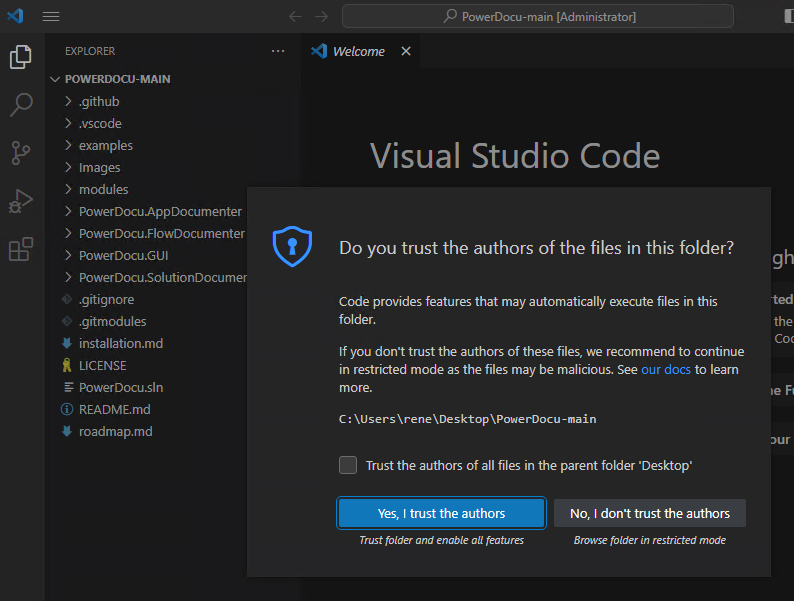 PowerDocu-main [Administrator]
EXPLORER
Welcome
POWERDOCU-MAIN
.github
.vscode
examples
Images
modules
PowerDocu.AppDocumenter
PowerDocu.FlowDocumenter
PowerDocu.GUI
PowerDocu.SolutionDocumen
.gitignore
.gitmodules
installation.md
LICENSE
PowerDocu.sln
README.md
roadmap.md
Visual Studio Code
Do you trust the authors of the files in this folder?
Code provides features that may automatically execute files in this
folder.
If you don't trust the authors of these files, we recommend to continue
in restricted mode as the files may be malicious. See our docs to learn
more.
C:\Users\rene\Desktop\PowerDocu-main
Trust the authors of all files in the parent folder 'Desktop'
Yes, I trust the authors
No, I don't trust the authors
Trust folder and enable all features
Browse folder in restricted mode